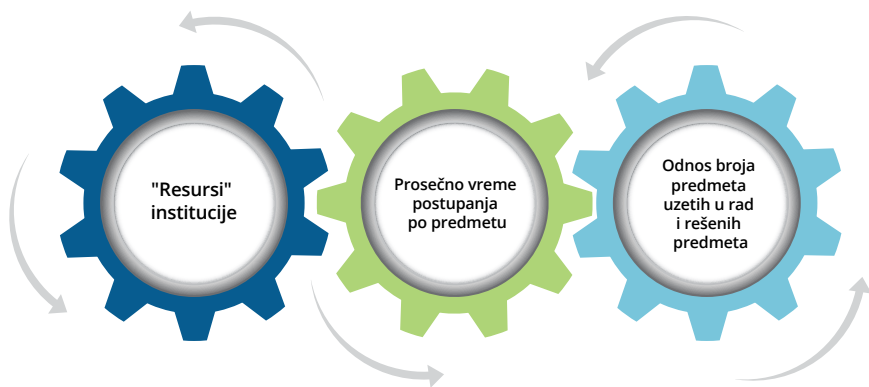 "Resursi"
institucije
Prosečno vreme
postupanja
po predmetu
Odnos broja
predmeta
uzetih u rad
i rešenih
predmeta